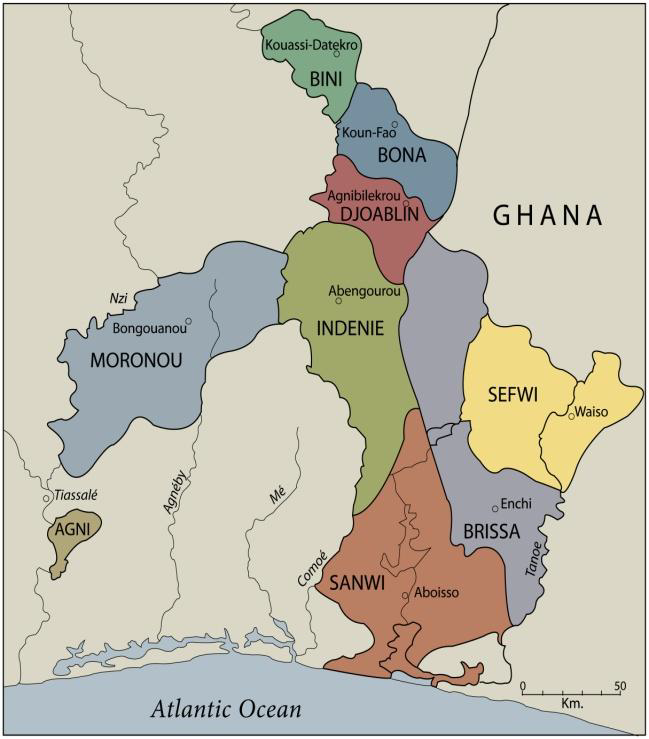 Kouassi-Datekro
BINI
Koun-Fao
BONA
Agnibilekrou
DJOABLIN
GHANA
Nzi
Abengourou
Bongouanou
INDENIE
MORONOU
SEFWI
Waiso
Tiassalé
Agnéby
Mé
Enchi
AGNI
BRISSA
Tanoe
Comoé
SANWI
Aboisso
0 50
Km.
Atlantic Ocean